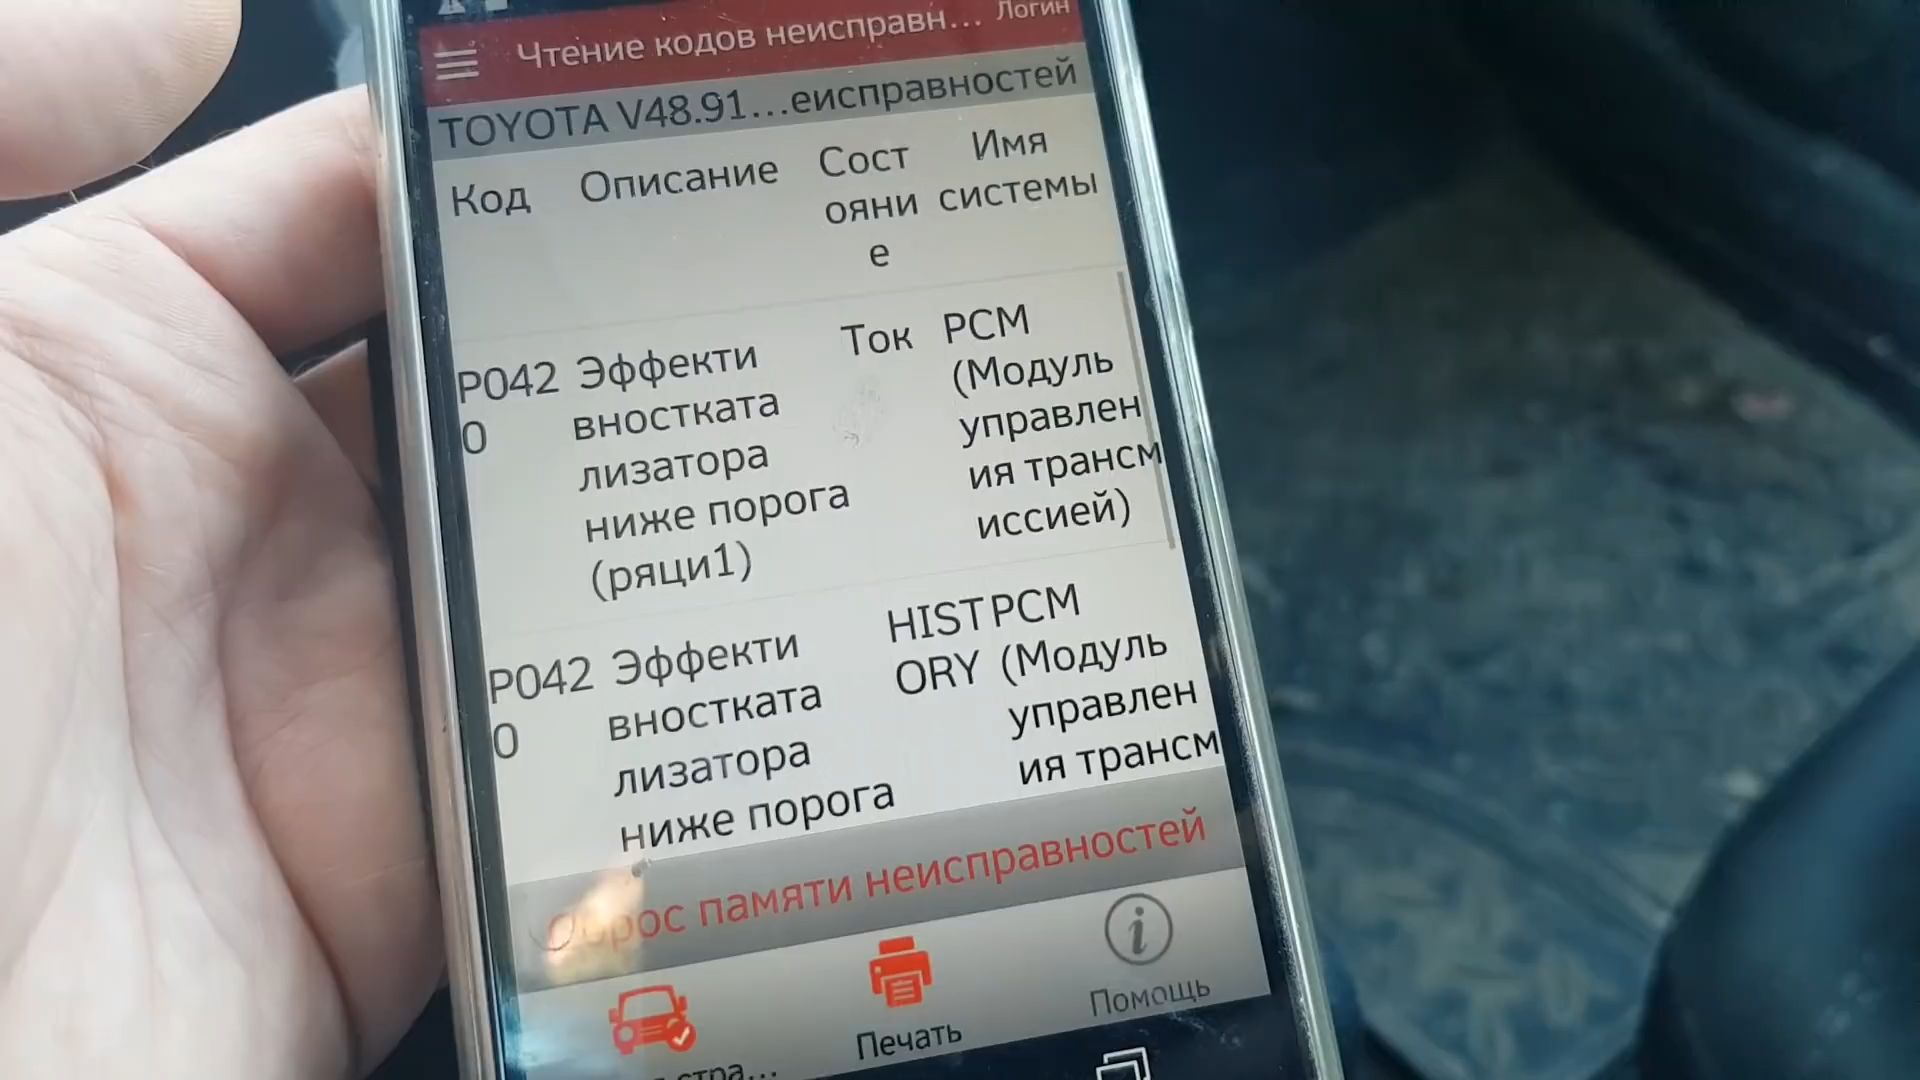 Чтение кодов неисправн... Логин
TOYOTA V48.91...еисправностей
Код Описание Сост Имя
ояни системы
е
P042 Эффекти Ток PCM
0 вностката (Модуль
лизатора управлен
ниже порога ия трансм
(ряци1) иссией)
P042 Эффекти HIST PCM
0 вностката ORY (Модуль
лизатора управлен
ниже порога ия трансм
Сброс памяти неисправностей
стра... Печать Помощь